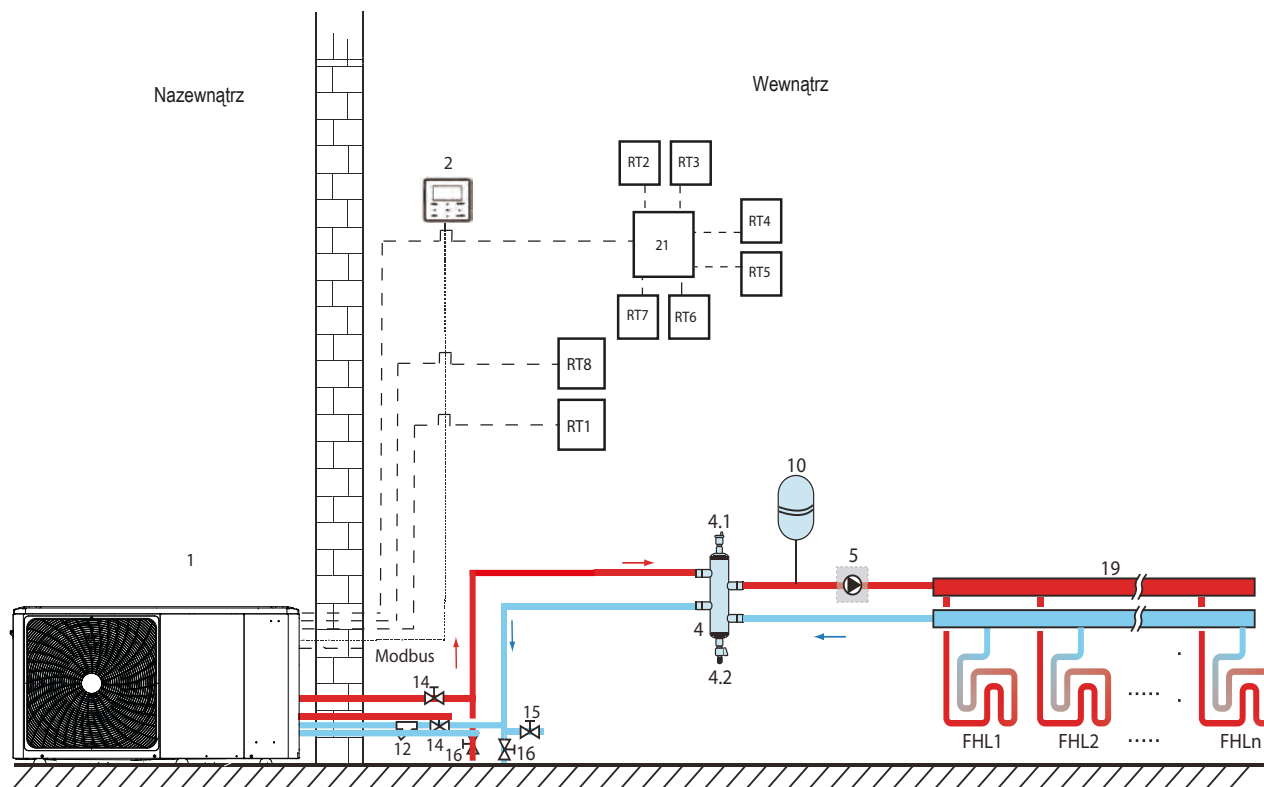 Nazewnątrz
Wewnątrz
2
RT2
RT3
RT4
21
RT5
RT7
RT6
RT8
RT1
10
4.1
5
1
19
4
Modbus
4.2
14
15
12
14
16
16
FHL1
FHL2
.....
.....
FHLn